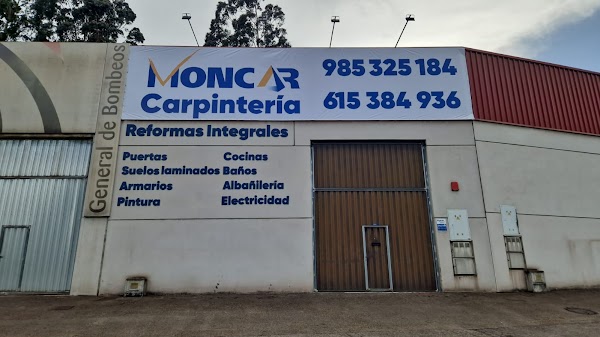 General de Bombeos
MONCAR
Carpintería
985 325 184
615 384 936
Reformas Integrales
Puertas
Suelos laminados
Armarios
Pintura
Cocinas
Baños
Albañilería
Electricidad